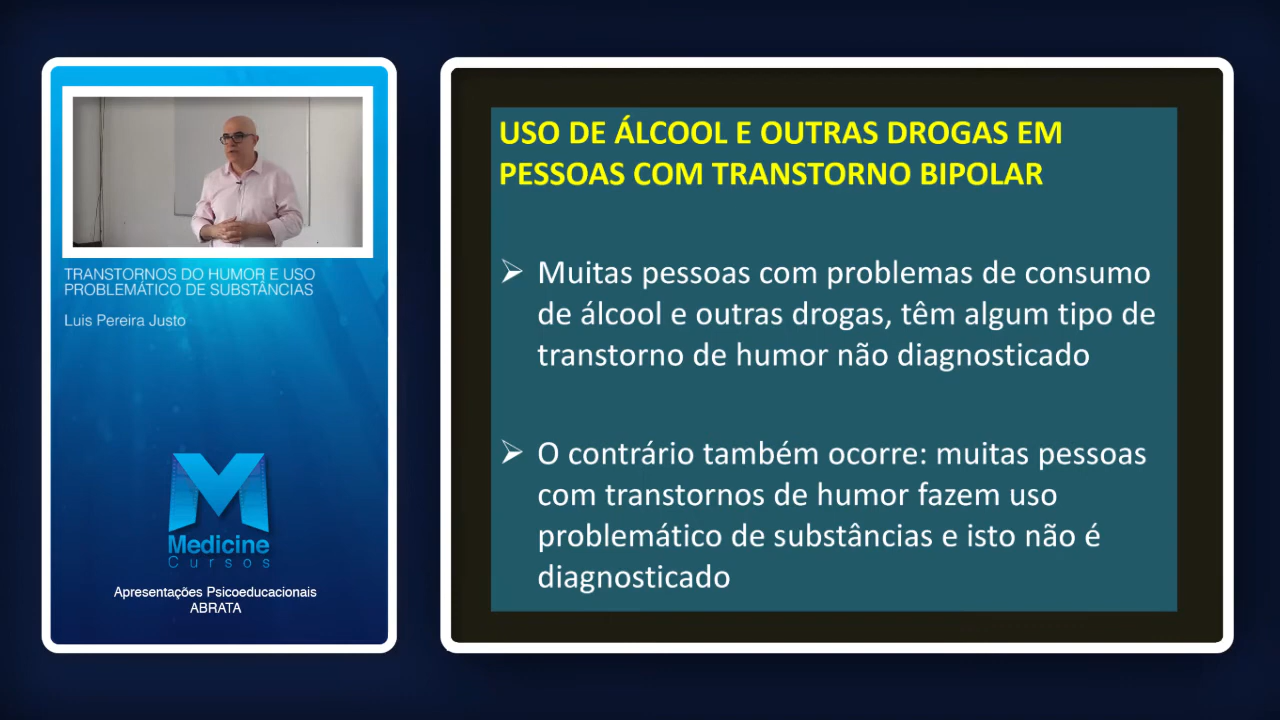 TRANSTORNOS DO HUMOR E USO
PROBLEMÁTICO DE SUBSTÂNCIAS
Luis Pereira Justo
Medicine
Cursos
Apresentações Psicoeducacionais
ABRATA
USO DE ÁLCOOL E OUTRAS DROGAS EM
PESSOAS COM TRANSTORNO BIPOLAR
➢ Muitas pessoas com problemas de consumo
de álcool e outras drogas, têm algum tipo de
transtorno de humor não diagnosticado
➢ O contrário também ocorre: muitas pessoas
com transtornos de humor fazem uso
problemático de substâncias e isto não é
diagnosticado